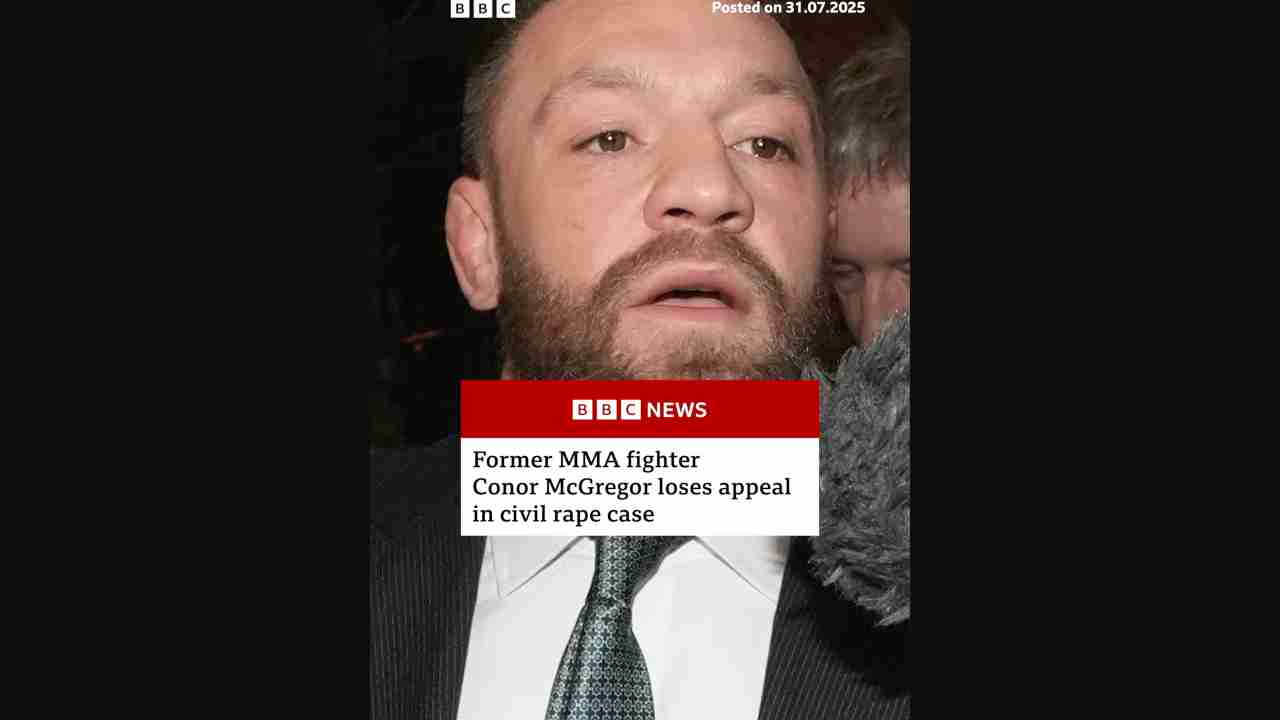 BBC
Posted on 31.07.2025
BBC NEWS
Former MMA fighter
Conor McGregor loses appeal
in civil rape case